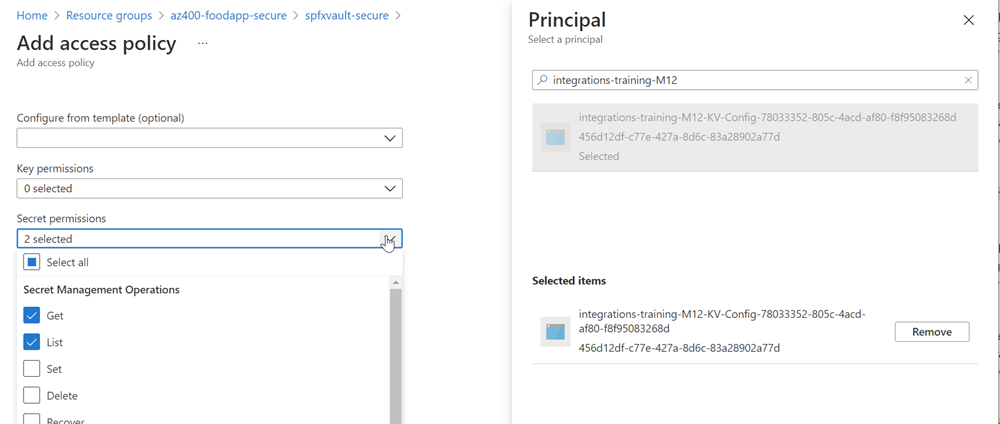 Home > Resource groups > az400-foodapp-secure > spfxvault-secure >
Add access policy ...
Add access policy
Configure from template (optional)
Key permissions
0 selected
Secret permissions
2 selected
Select all
Secret Management Operations
Get
List
Set
Delete
Recover
Principal
Select a principal
integrations-training-M12
integrations-training-M12-KV-Config-78033352-805c-4acd-af80-f8f95083268d
456d12df-c77e-427a-8d6c-83a28902a77d
Selected
Selected items
integrations-training-M12-KV-Config-78033352-805c-4acd-
af80-f8f95083268d
456d12df-c77e-427a-8d6c-83a28902a77d
Remove